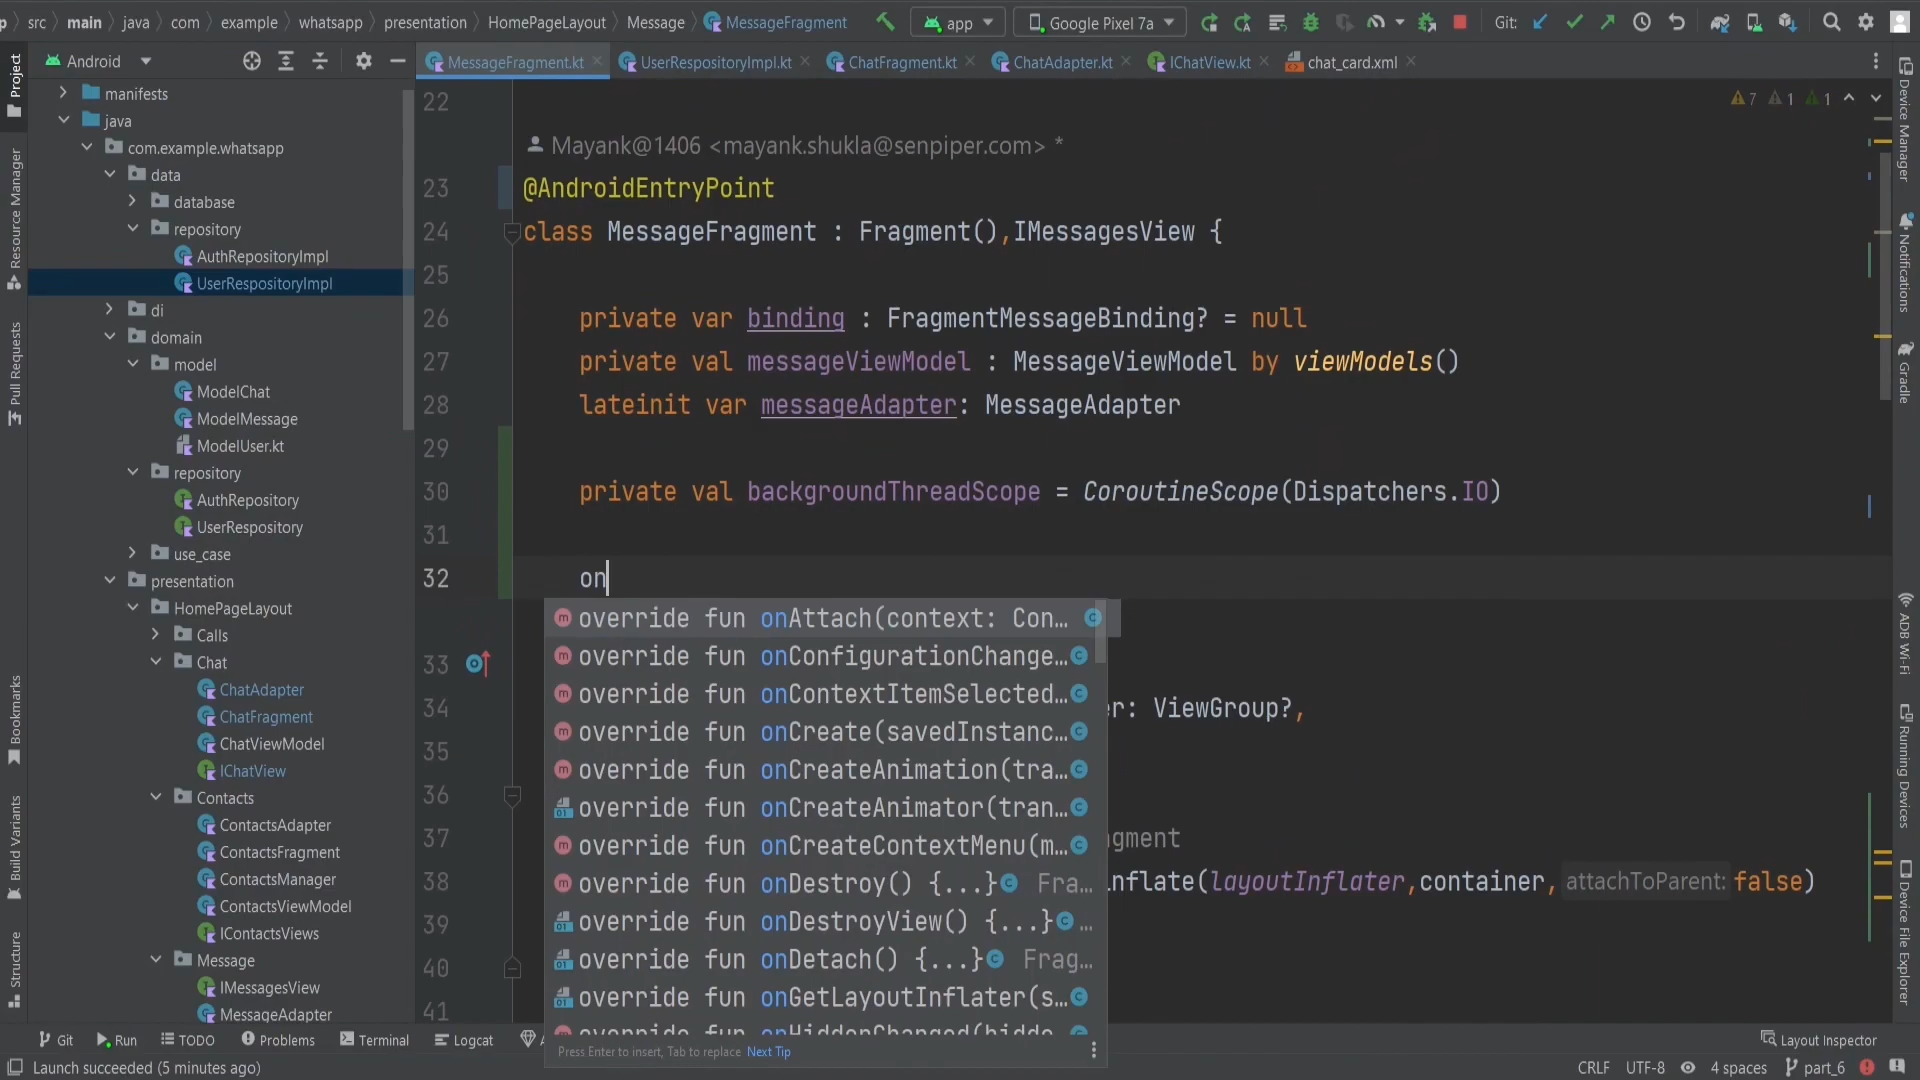 src main java com example whatsapp presentation HomePageLayout Message MessageFragment app Google Pixel 7a Git:
Project
Android
MessageFragment.kt UserRespositoryImpl.kt ChatFragment.kt ChatAdapter.kt IChatView.kt chat_card.xml
manifests
java
com.example.whatsapp
data
database
repository
AuthRepositoryImpl
UserRespositoryImpl
di
domain
model
ModelChat
ModelMessage
ModelUser.kt
repository
AuthRepository
UserRespository
use_case
presentation
HomePageLayout
Calls
Chat
ChatAdapter
ChatFragment
ChatViewModel
IChatView
Contacts
ContactsAdapter
ContactsFragment
ContactsManager
ContactsViewModel
IContactsViews
Message
IMessagesView
MessageAdapter
Resource Manager
Pull Requests
Bookmarks
Build Variants
Structure
7 1 1
22
Mayank@1406 <mayank.shukla@senpiper.com> *
23 @AndroidEntryPoint
24 class MessageFragment : Fragment(),IMessagesView {
25
26 private var binding : FragmentMessageBinding? = null
27 private val messageViewModel : MessageViewModel by viewModels()
28 lateinit var messageAdapter: MessageAdapter
29
30 private val backgroundThreadScope = CoroutineScope(Dispatchers.IO)
31
32 on
override fun onAttach(context: Con…
override fun onConfigurationChange…
33
override fun onContextItemSelected…
34 er: ViewGroup?,
override fun onCreate(savedInstanc…
35
override fun onCreateAnimation(tra…
36
override fun onCreateAnimator(tran…
37 gment
override fun onCreateContextMenu(m…
38 nflate(layoutInflater,container, attachToParent: false)
override fun onDestroy() {...} Fra…
39
override fun onDestroyView() {...} …
40
override fun onDetach() {...} Frag…
override fun onGetLayoutInflater(s…
41
override fun onHiddenChanged(hidde…
Press Enter to insert, Tab to replace Next Tip
Device Manager
Notifications
Gradle
ADB Wi-Fi
Running Devices
Device File Explorer
Git Run TODO Problems Terminal Logcat A Layout Inspector
Launch succeeded (5 minutes ago) CRLF UTF-8 4 spaces part_6